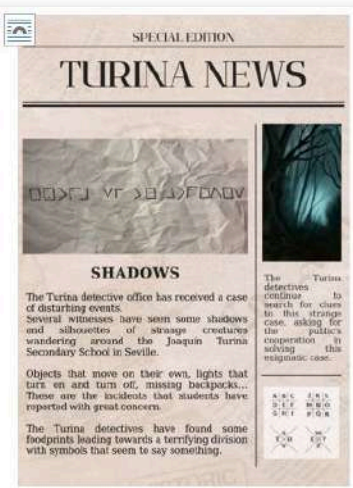 SPECIAL EDITION
TURINA NEWS
SHADOWS
The Turina detective office has received a case
of disturbing events.
Several witnesses have seen some shadows
and silhouettes of strange creatures
wandering around the Joaquín Turina
Secondary School in Seville.
Objects that move on their own, lights that
turn on and turn off, missing backpacks...
These are the incidents that students have
reported with great concern.
The Turina detectives have found some
footprints leading towards a terrifying division
with symbols that seem to say something.
The Turina
detectives
continue to
search for clues
to this strange
case, asking for
the public's
cooperation in
solving this
enigmatic case.